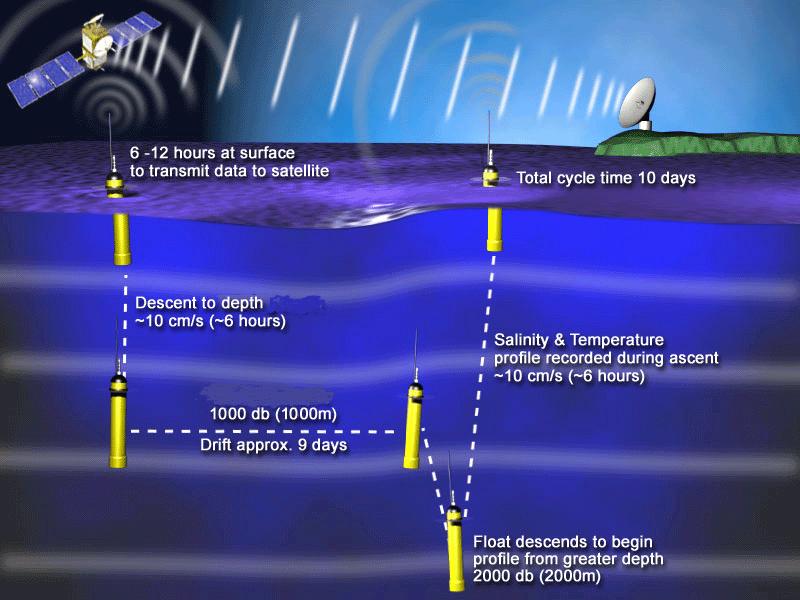 6 -12 hours at surface
to transmit data to satellite
Total cycle time 10 days
Descent to depth
~10 cm/s (~6 hours)
Salinity & Temperature
profile recorded during ascent
~10 cm/s (~6 hours)
1000 db (1000m)
Drift approx. 9 days
Float descends to begin
profile from greater depth
2000 db (2000m)